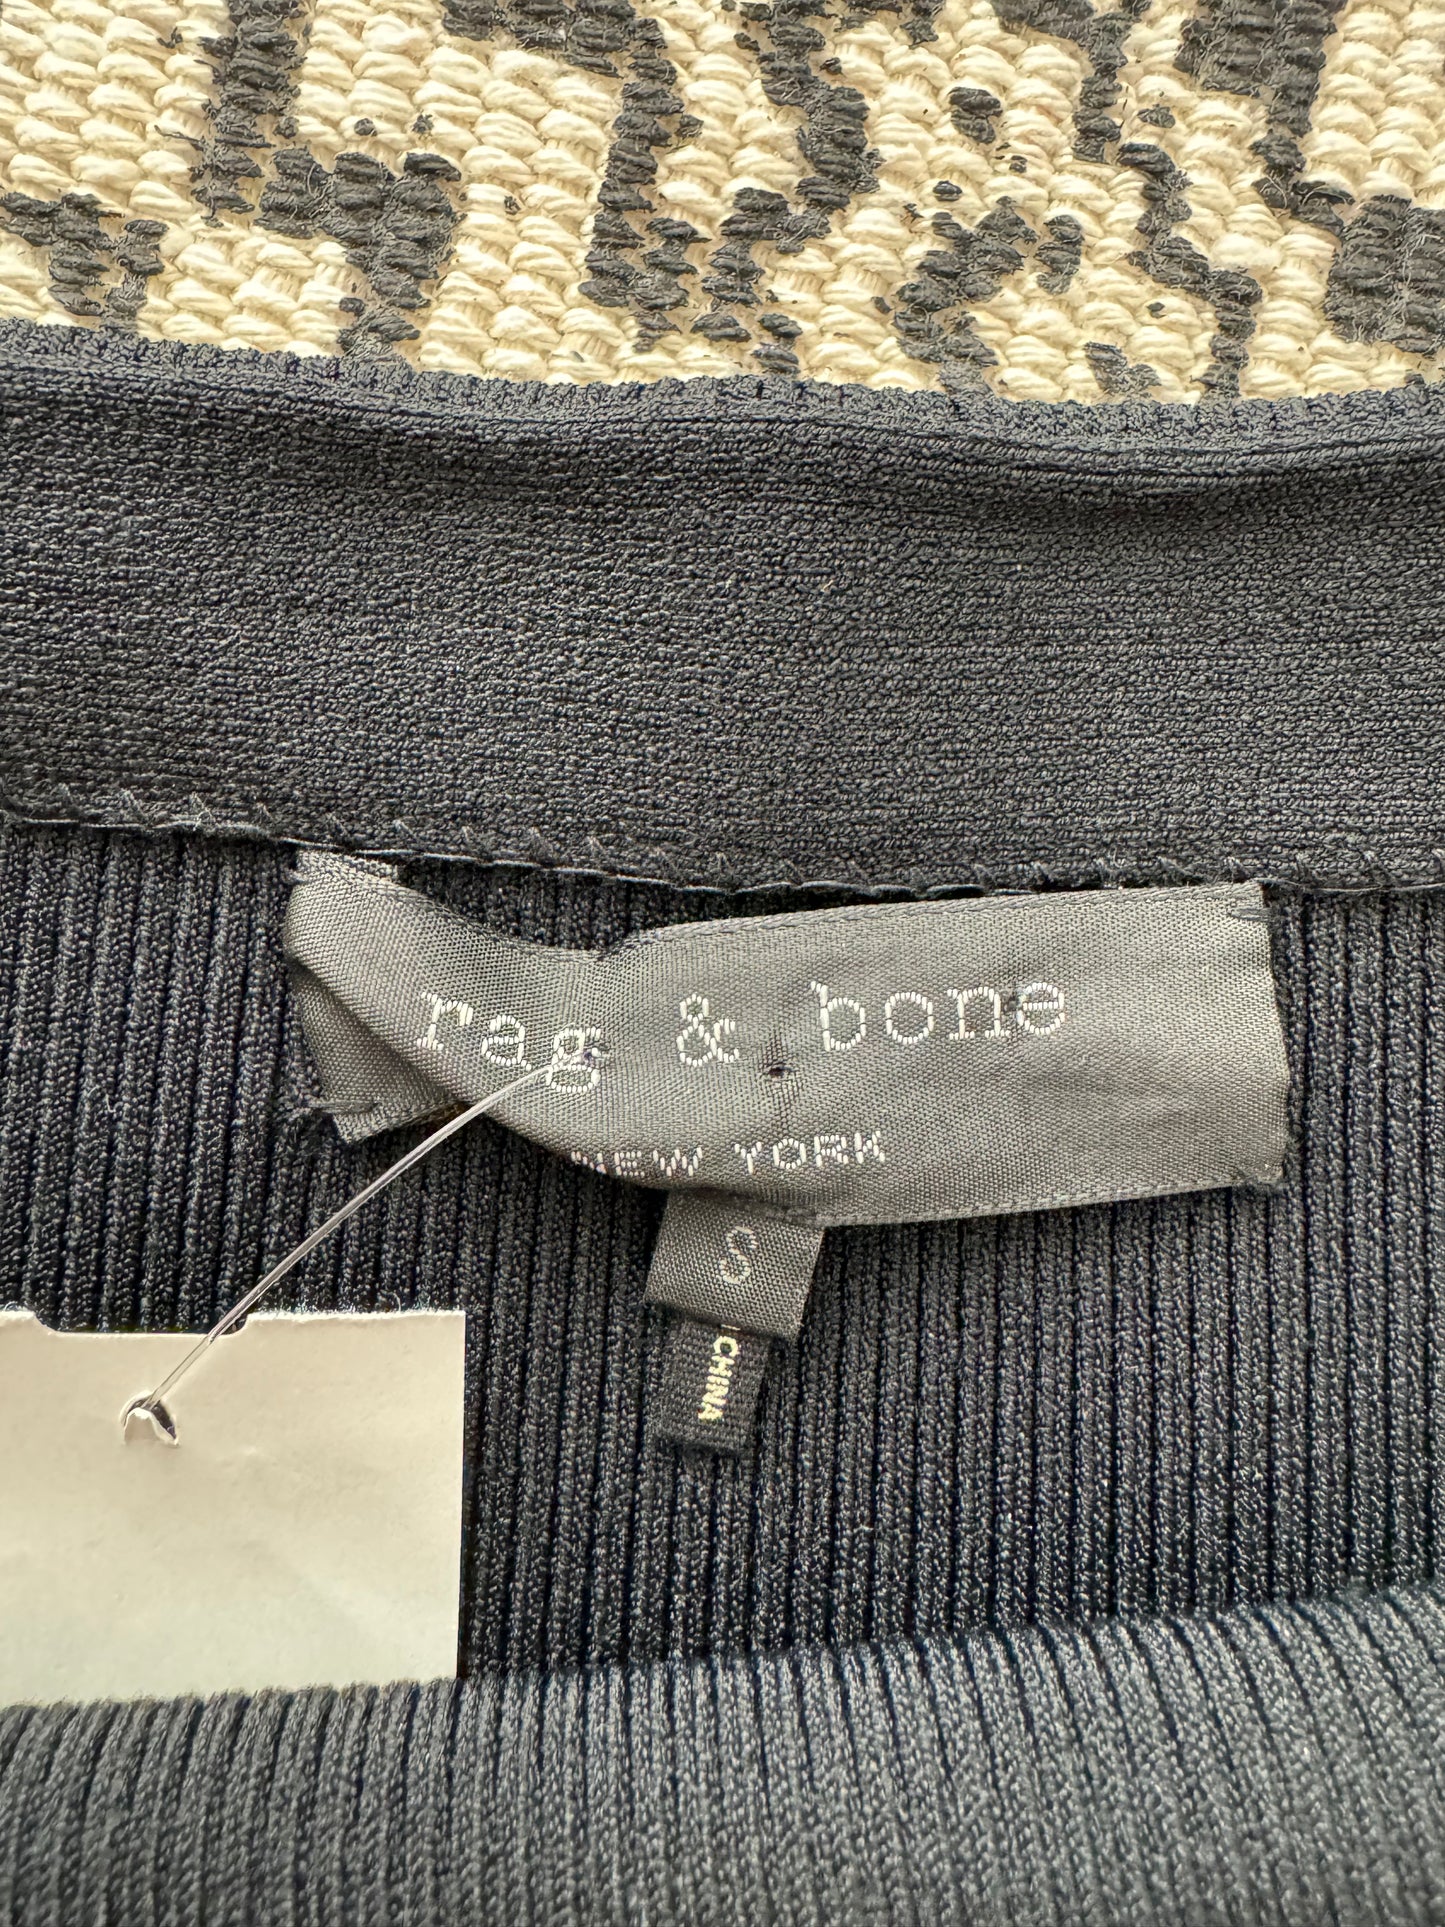 rag & bone
NEW YORK
S
CHINA